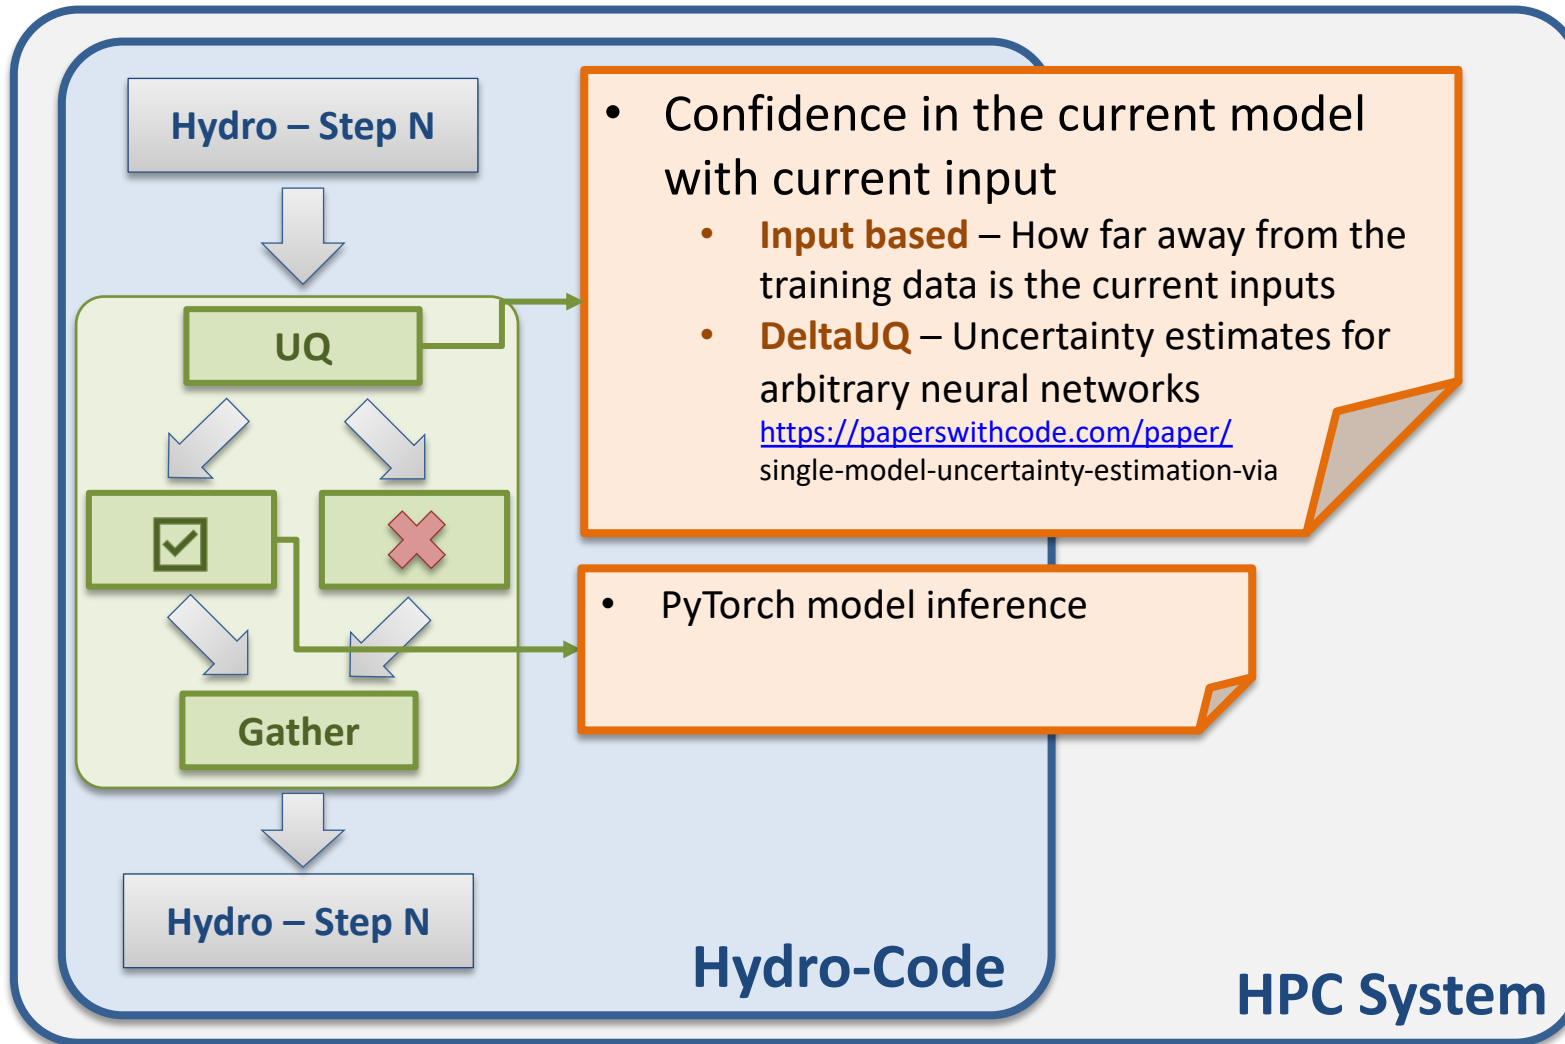 Hydro – Step N
UQ
Gather
Hydro – Step N
• Confidence in the current model
with current input
• Input based – How far away from the
training data is the current inputs
• DeltaUQ – Uncertainty estimates for
arbitrary neural networks
https://paperswithcode.com/paper/
single-model-uncertainty-estimation-via
• PyTorch model inference
Hydro-Code
HPC System